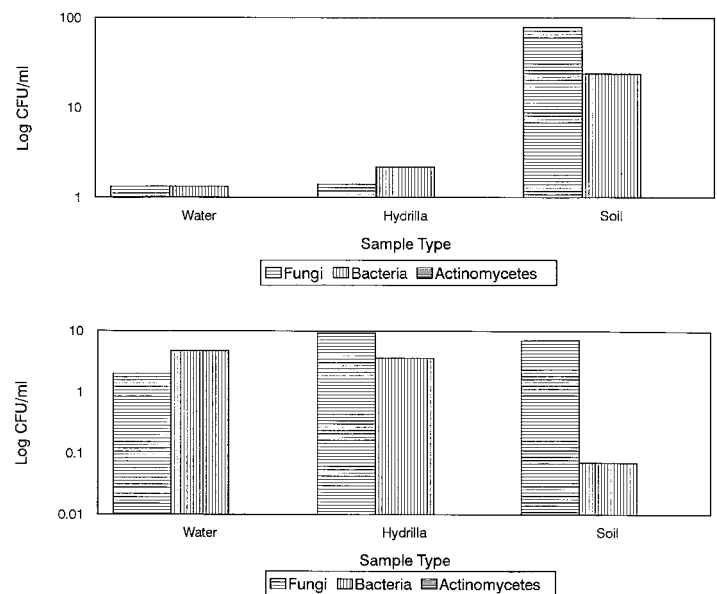 100
10
1
Log CFU/ml
Water Hydrilla Soil
Sample Type
Fungi Bacteria Actinomycetes
10
1
0.1
0.01
Log CFU/ml
Water Hydrilla Soil
Sample Type
Fungi Bacteria Actinomycetes